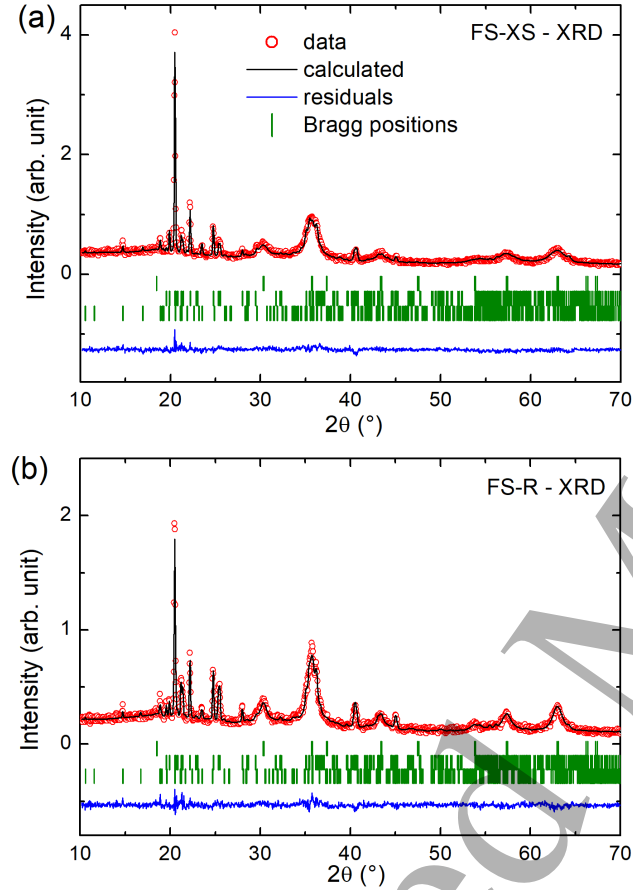 (a)
FS-XS - XRD
data
calculated
residuals
Bragg positions
Intensity (arb. unit)
4
2
0
10 20 30 40 50 60 70
2θ (°)
(b)
FS-R - XRD
Intensity (arb. unit)
2
1
0
10 20 30 40 50 60 70
2θ (°)